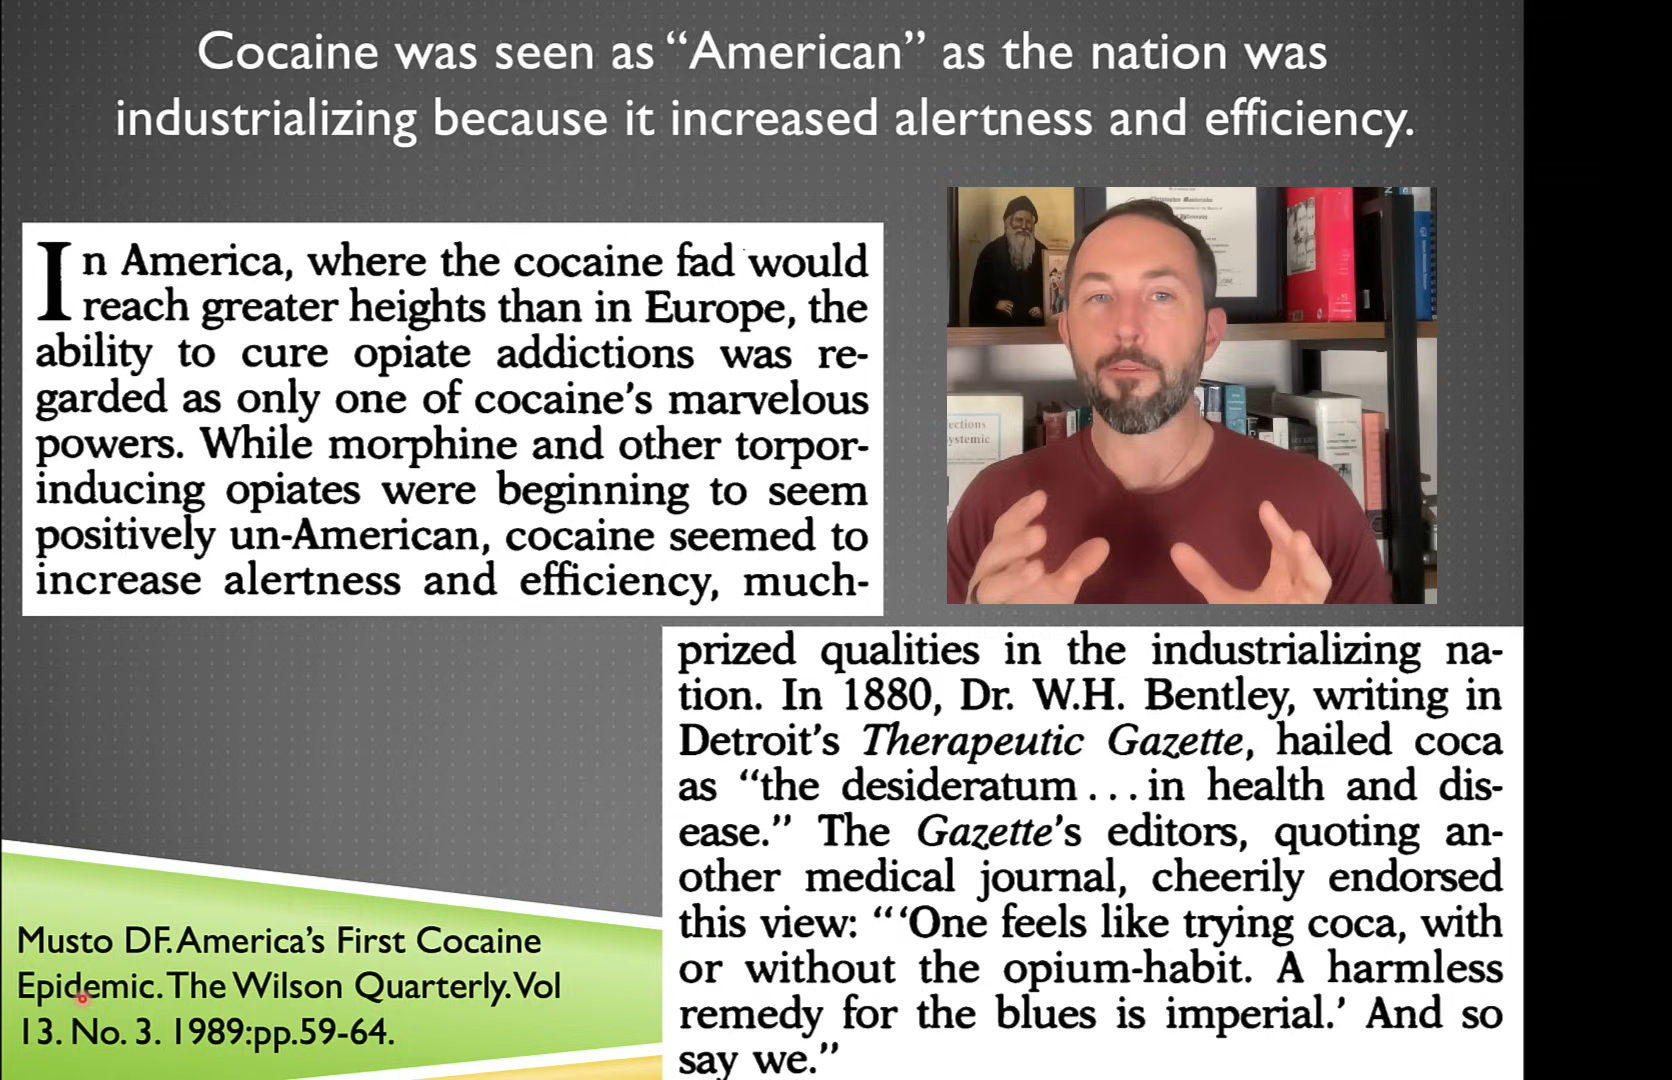 Cocaine was seen as “American” as the nation was
industrializing because it increased alertness and efficiency.
In America, where the cocaine fad would
reach greater heights than in Europe, the
ability to cure opiate addictions was re-
garded as only one of cocaine’s marvelous
powers. While morphine and other torpor-
inducing opiates were beginning to seem
positively un-American, cocaine seemed to
increase alertness and efficiency, much-
ections
ystemic
prized qualities in the industrializing na-
tion. In 1880, Dr. W.H. Bentley, writing in
Detroit’s Therapeutic Gazette, hailed coca
as “the desideratum . . . in health and dis-
ease.” The Gazette’s editors, quoting an-
other medical journal, cheerily endorsed
this view: “‘One feels like trying coca, with
or without the opium-habit. A harmless
remedy for the blues is imperial.’ And so
say we.”
Musto DF. America’s First Cocaine
Epidemic. The Wilson Quarterly. Vol
13. No. 3. 1989:pp.59-64.